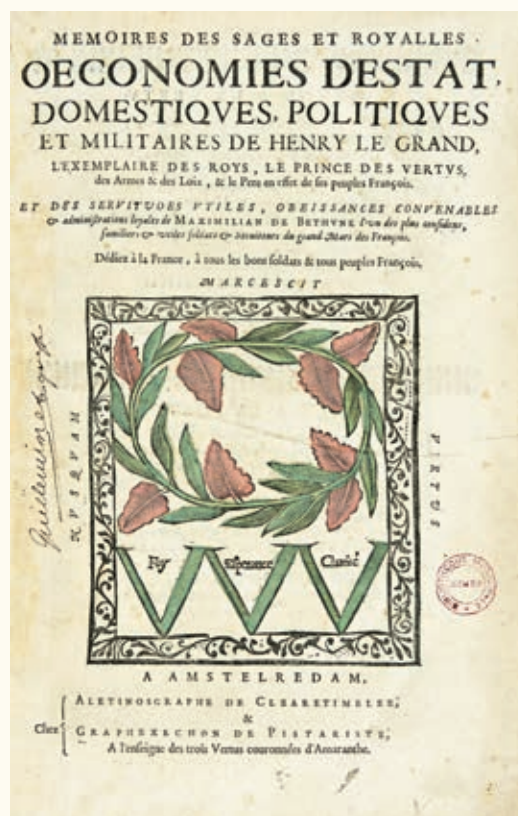 MEMOIRES DES SAGES ET ROYALLES
OECONOMIES D'ESTAT,
DOMESTIQVES, POLITIQVES
ET MILITAIRES DE HENRY LE GRAND,
L'EXEMPLAIRE DES ROYS, LE PRINCE DES VERTVS,
des Armes & des Loix, & le Pere en effet de ses peuples François.
ET DES SERVITVDES VTILES, OBEISSANCES CONVENABLES
& administrations loyales de MAXIMILIAN DE BETHVNE l'vn des plus confidens,
familiers & vtiles soldats & seruiteurs du grand Mars des François.
Dediez à la France, à tous les bons soldats & tous peuples François.
MARCESCIT
NVSQVAM
VIRTUS
Foy Esperance Charité
A AMSTELREDAM,
Chez
ALETINOSGRAPHE DE CLEARETIMELEE,
&
GRAPHEXECHON DE PISTARISTE,
A l'enseigne des trois Vertus couronnées d'Amaranthe.